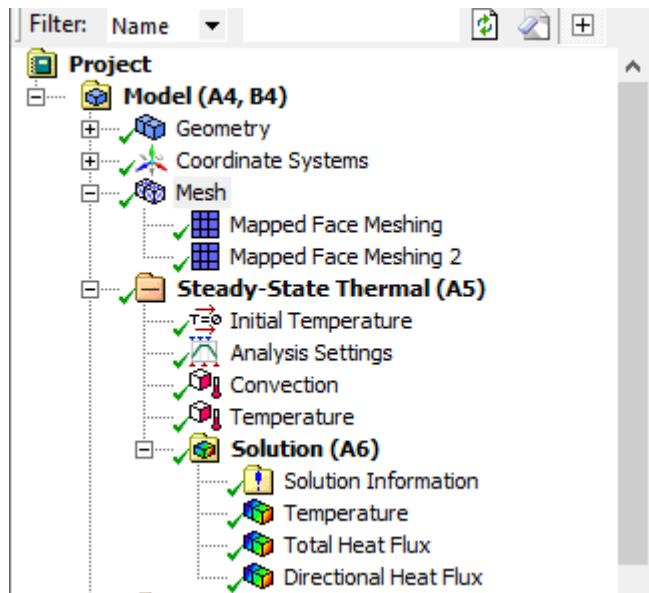 Filter: Name
Project
Model (A4, B4)
Geometry
Coordinate Systems
Mesh
Mapped Face Meshing
Mapped Face Meshing 2
Steady-State Thermal (A5)
T=0 Initial Temperature
Analysis Settings
Convection
Temperature
Solution (A6)
Solution Information
Temperature
Total Heat Flux
Directional Heat Flux